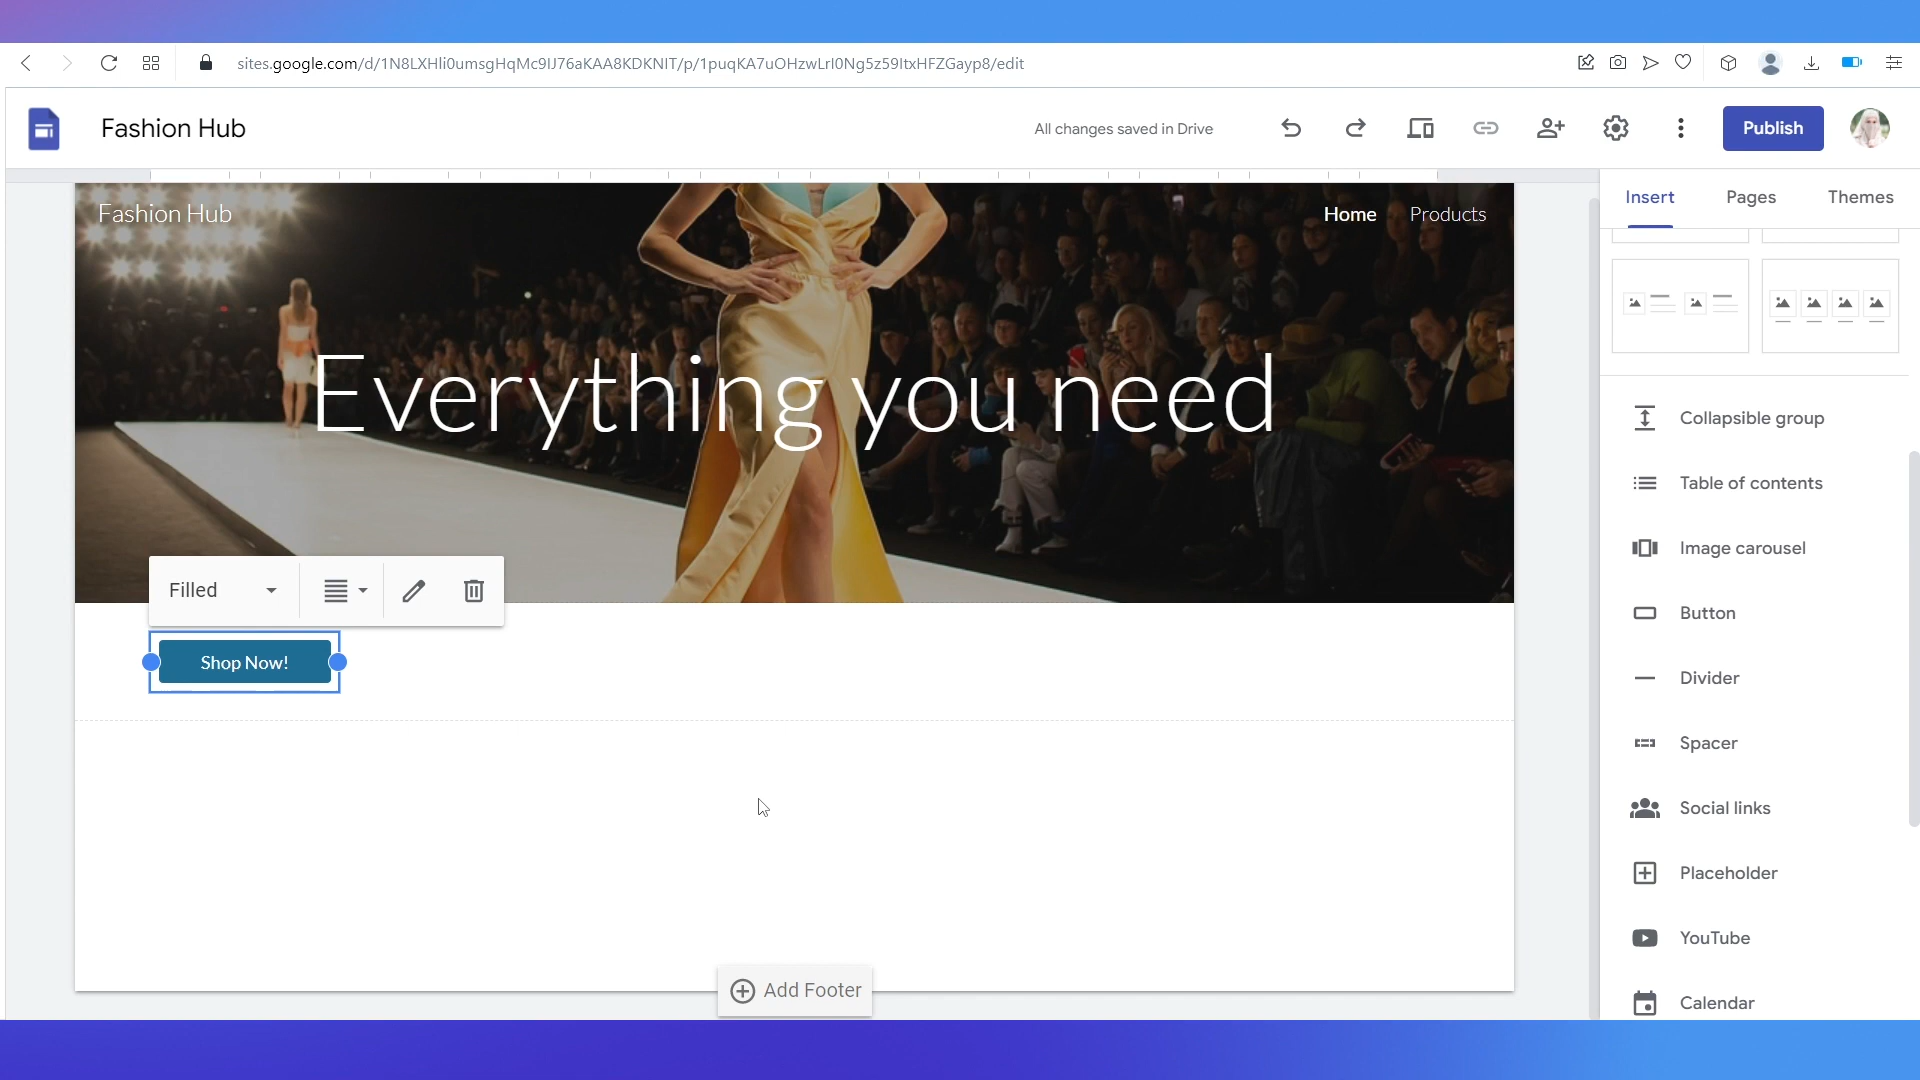 sites.google.com/d/1N8LXHli0umsgHqMc9IJ76aKAA8KDKNIT/p/1puqKA7uOHzwLrI0Ng5z59ItxHFZGayp8/edit
Fashion Hub
All changes saved in Drive
Publish
Insert
Pages
Themes
Fashion Hub
Home
Products
Everything you need
Filled
Shop Now!
Add Footer
Collapsible group
Table of contents
Image carousel
Button
Divider
Spacer
Social links
Placeholder
YouTube
Calendar